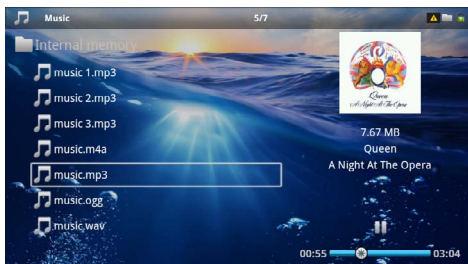 Music 5/7
Internal memory
music 1.mp3
music 2.mp3
music 3.mp3
music.m4a
music.mp3
music.ogg
music.wav
Queen
A Night At The Opera
7.67 MB
Queen
A Night At The Opera
00:55 03:04